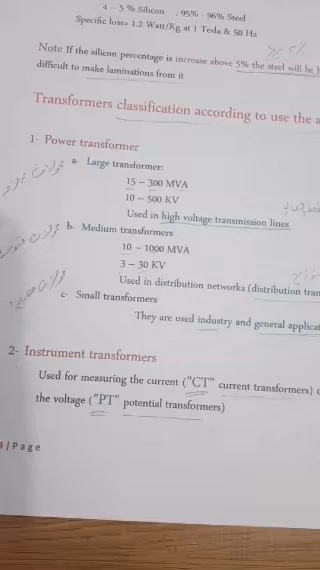 4 – 5 % Silicon , 95% - 96% Steel
Specific loss= 1.2 Watt/Kg at 1 Tesla & 50 Hz
Note If the silicon percentage is increase above 5% the steel will be
difficult to make laminations from it
Transformers classification according to use the
1- Power transformer
a- Large transformer:
15 – 300 MVA
10 – 500 KV
Used in high voltage transmission lines
b- Medium transformers
10 – 1000 MVA
3 – 30 KV
Used in distribution networks (distribution
c- Small transformers
They are used industry and general
2- Instrument transformers
Used for measuring the current ("CT" current transformers)
the voltage ("PT" potential transformers)
| P a g e